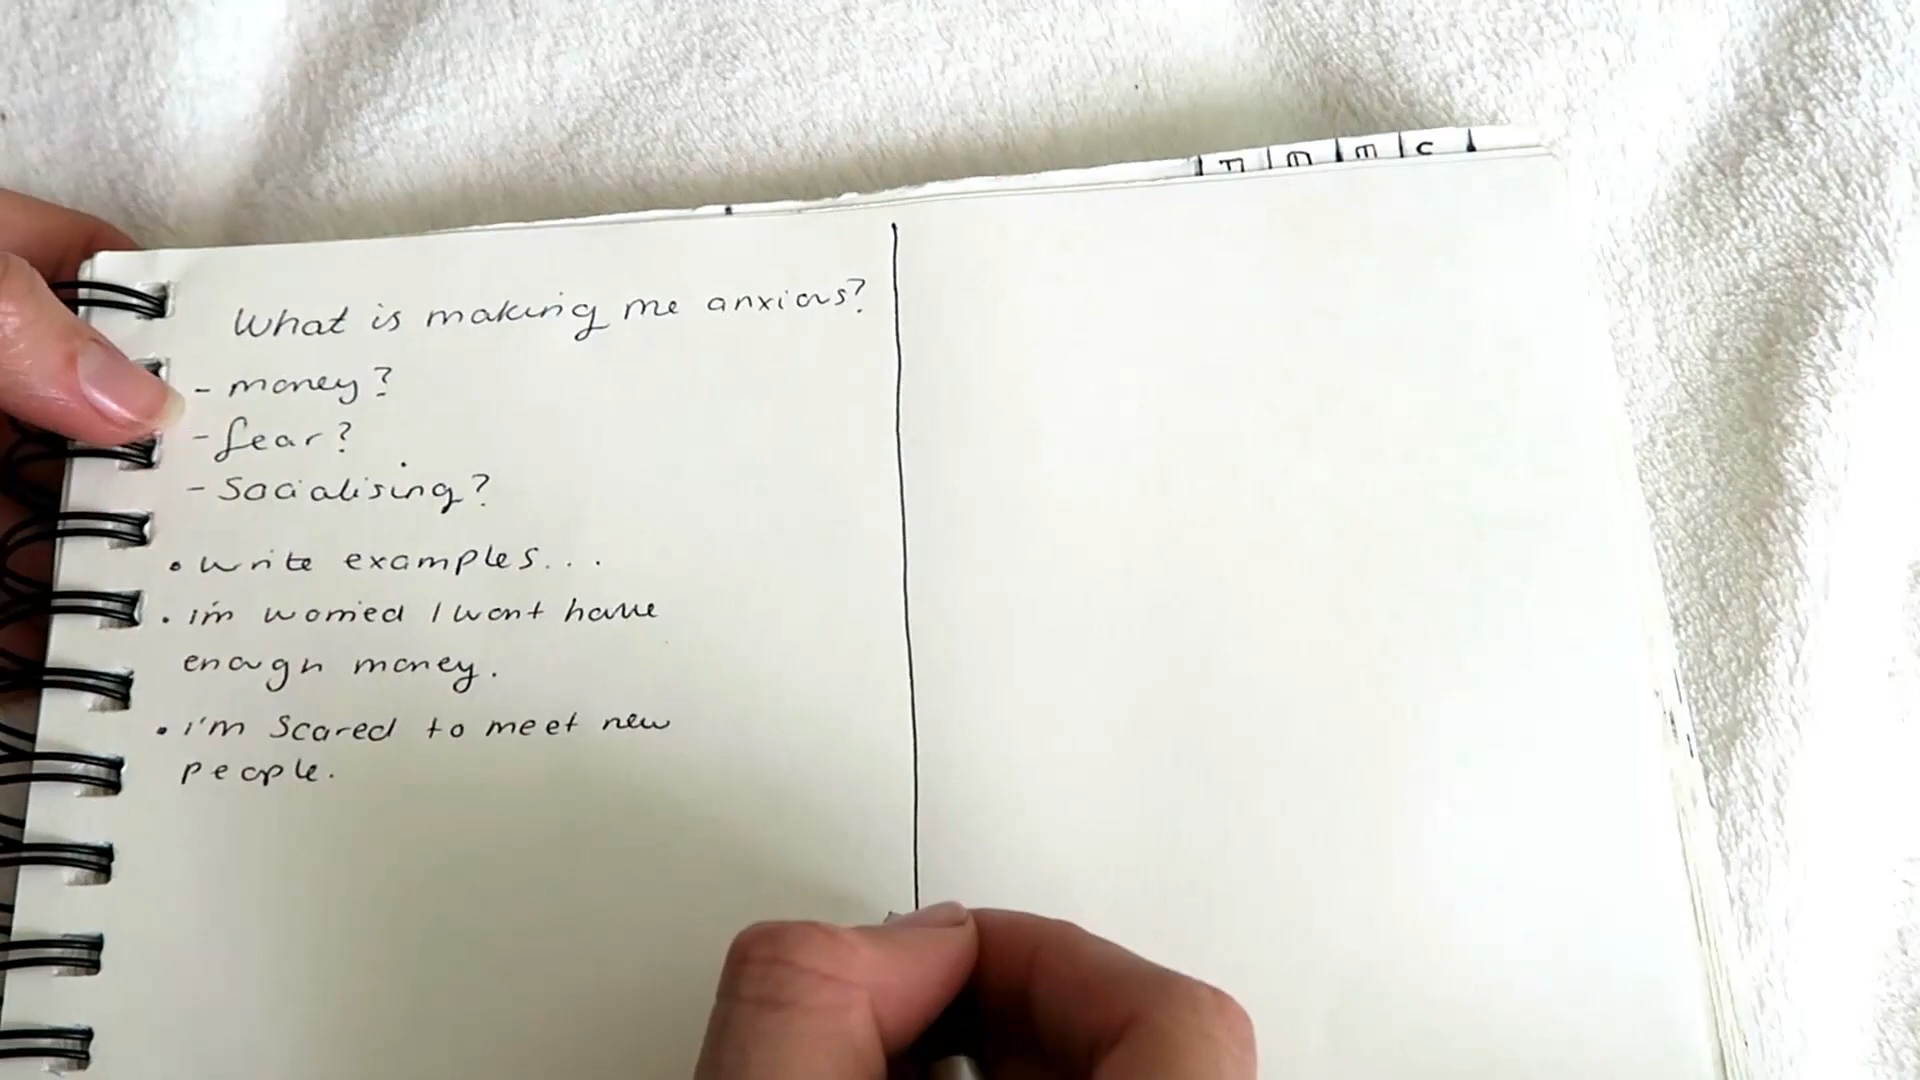 What is making me anxious?
- money?
- fear?
- Socialising?
• write examples...
• i'm worried I wont have
enough money.
• i'm scared to meet new
people.